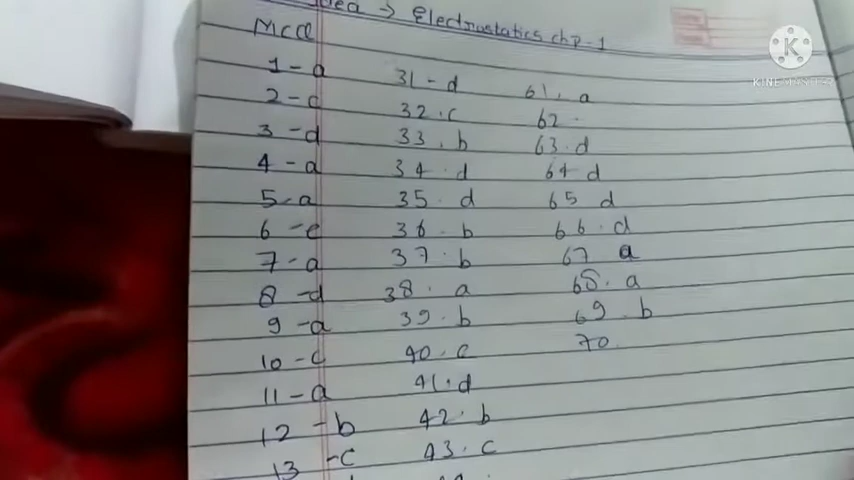 → Electrostatics chp-1
MCQ
1 - a 31 - d 61. a
2 - c 32. c 62.
3 - d 33. b 63. d
4 - a 34. d 64 d
5. a 35. d 65 d
6 - c 36. b 66. d
7 - a 37. b 67 a
8 - d 38. a 68. a
9 - a 39. b 69. b
10 - c 40. c 70.
11 - a 41. d
12 - b 42. b
13 - c 43. c
KINEMASTER